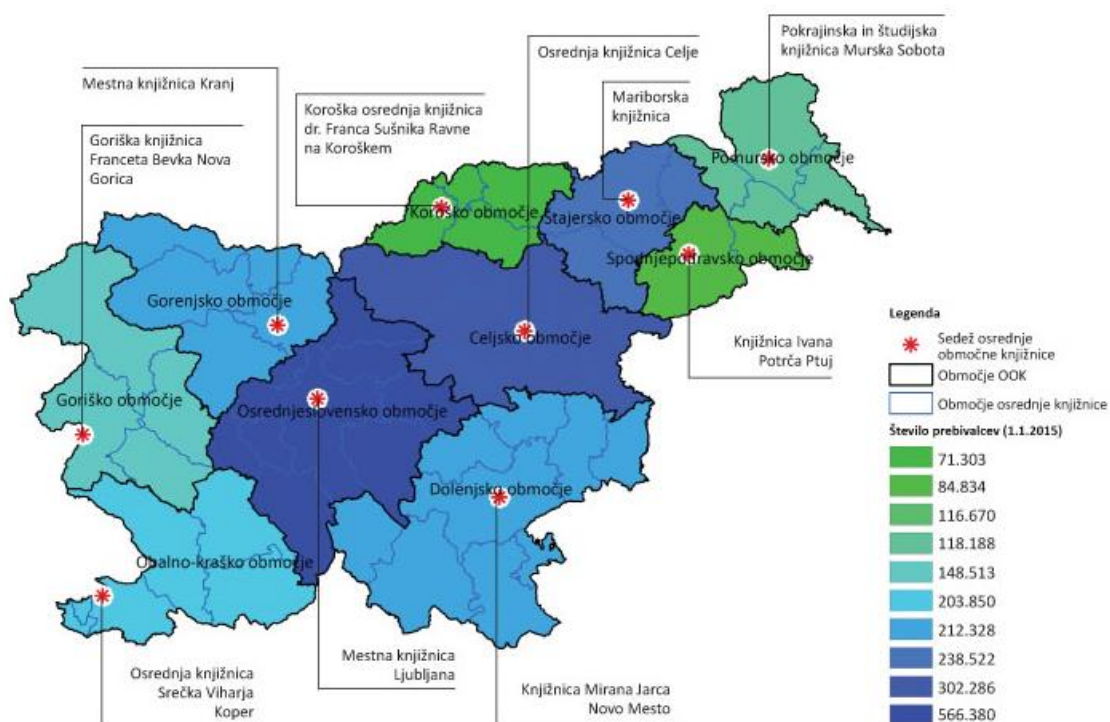 Pokrajinska in študijska
knjižnica Murska Sobota
Osrednja knjižnica Celje
Mestna knjižnica Kranj
Mariborska
knjižnica
Koroška osrednja knjižnica
dr. Franca Sušnika Ravne
na Koroškem
Goriška knjižnica
Franceta Bevka Nova
Gorica
Pomursko območje
Koroško območje
Štajersko območje
Spodnjepodravsko območje
Gorenjsko območje
Celjsko območje
Goriško območje
Osrednjeslovensko območje
Dolenjsko območje
Obalno-kraško območje
Knjižnica Ivana
Potrča Ptuj
Mestna knjižnica
Ljubljana
Osrednja knjižnica
Srečka Viharja
Koper
Knjižnica Mirana Jarca
Novo Mesto
Legenda
Sedež osrednje
območne knjižnice
Območje OOK
Območje osrednje knjižnice
Število prebivalcev (1.1.2015)
71.303
84.834
116.670
118.188
148.513
203.850
212.328
238.522
302.286
566.380